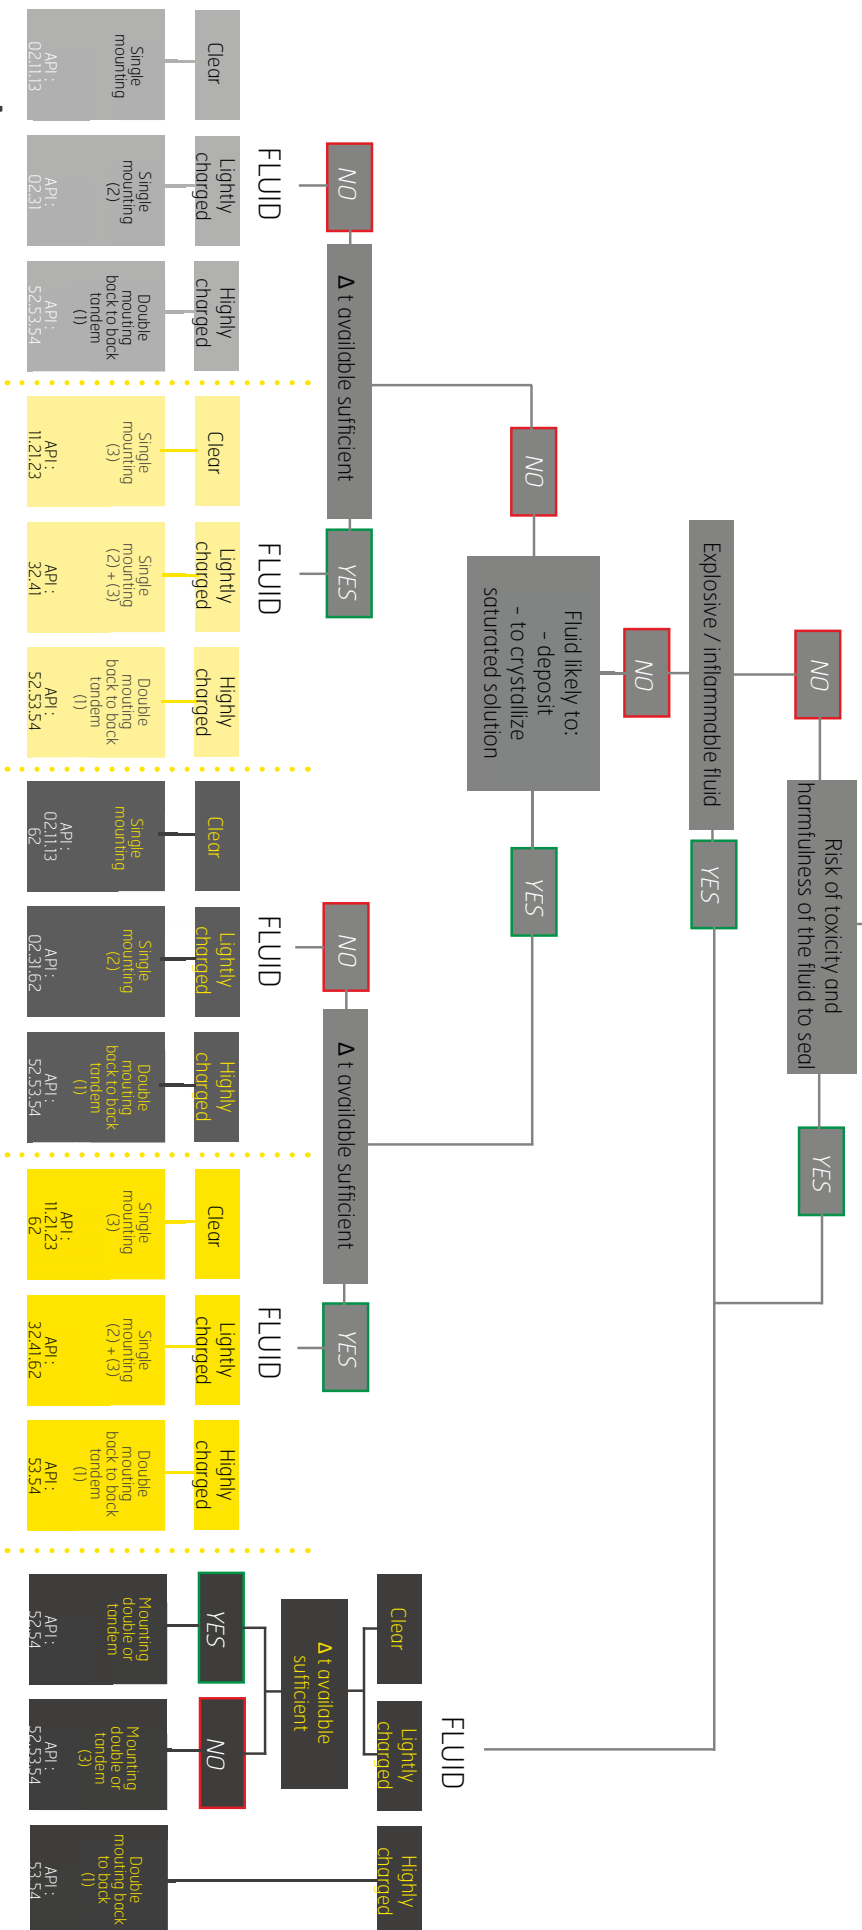 Risk of toxicity and
harmfulness of the fluid to seal
NO
YES
Explosive / inflammable fluid
NO
YES
Fluid likely to:
- deposit
- to crystallize
saturated solution
NO
YES
Δ t available sufficient
NO
YES
Δ t available sufficient
NO
YES
FLUID
Clear
Lightly
charged
Highly
charged
Single
mounting
API :
02.11.13
Single
mounting
(2)
API :
02.31
Double
mouting
back to back
tandem
(1)
API :
52.53.54
FLUID
Clear
Lightly
charged
Highly
charged
Single
mounting
(3)
API :
11.21.23
Single
mounting
(2) + (3)
API :
32.41
Double
mouting
back to back
tandem
(1)
API :
52.53.54
FLUID
Clear
Lightly
charged
Highly
charged
Single
mounting
API :
02.11.13
62
Single
mounting
(2)
API :
02.31.62
Double
mouting
back to back
tandem
(1)
API :
52.53.54
FLUID
Clear
Lightly
charged
Highly
charged
Single
mounting
(3)
API :
11.21.23
62
Single
mounting
(2) + (3)
API :
32.41.62
Double
mouting
back to back
tandem
(1)
API :
53.54
FLUID
Clear
Lightly
charged
Highly
charged
Δ t available
sufficient
YES
NO
Mounting
double or
tandem
API :
52.54
Mounting
double or
tandem
(3)
API :
52.53.54
Double
mouting back
to back
(1)
API :
53.54